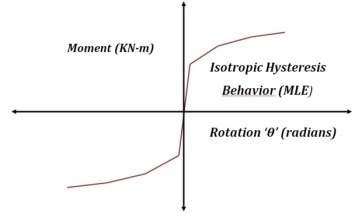 Moment (KN-m)
Isotropic Hysteresis
Behavior (MLE)
Rotation ‘θ’ (radians)